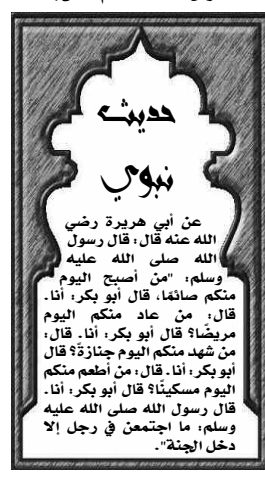 حديث
نبوي
عن أبي هريرة رضي
الله عنه قال: قال رسول
الله صلى الله عليه
وسلم: "من أصبح اليوم
منكم صائمًا، قال أبو بكر: أنا.
قال: من عاد منكم اليوم
مريضًا؟ قال أبو بكر: أنا. قال:
من شهد منكم اليوم جنازةً؟ قال
أبو بكر: أنا. قال: من أطعم منكم
اليوم مسكينًا؟ قال أبو بكر: أنا.
قال رسول الله صلى الله عليه
وسلم: ما اجتمعن في رجل إلا
دخل الجنة".